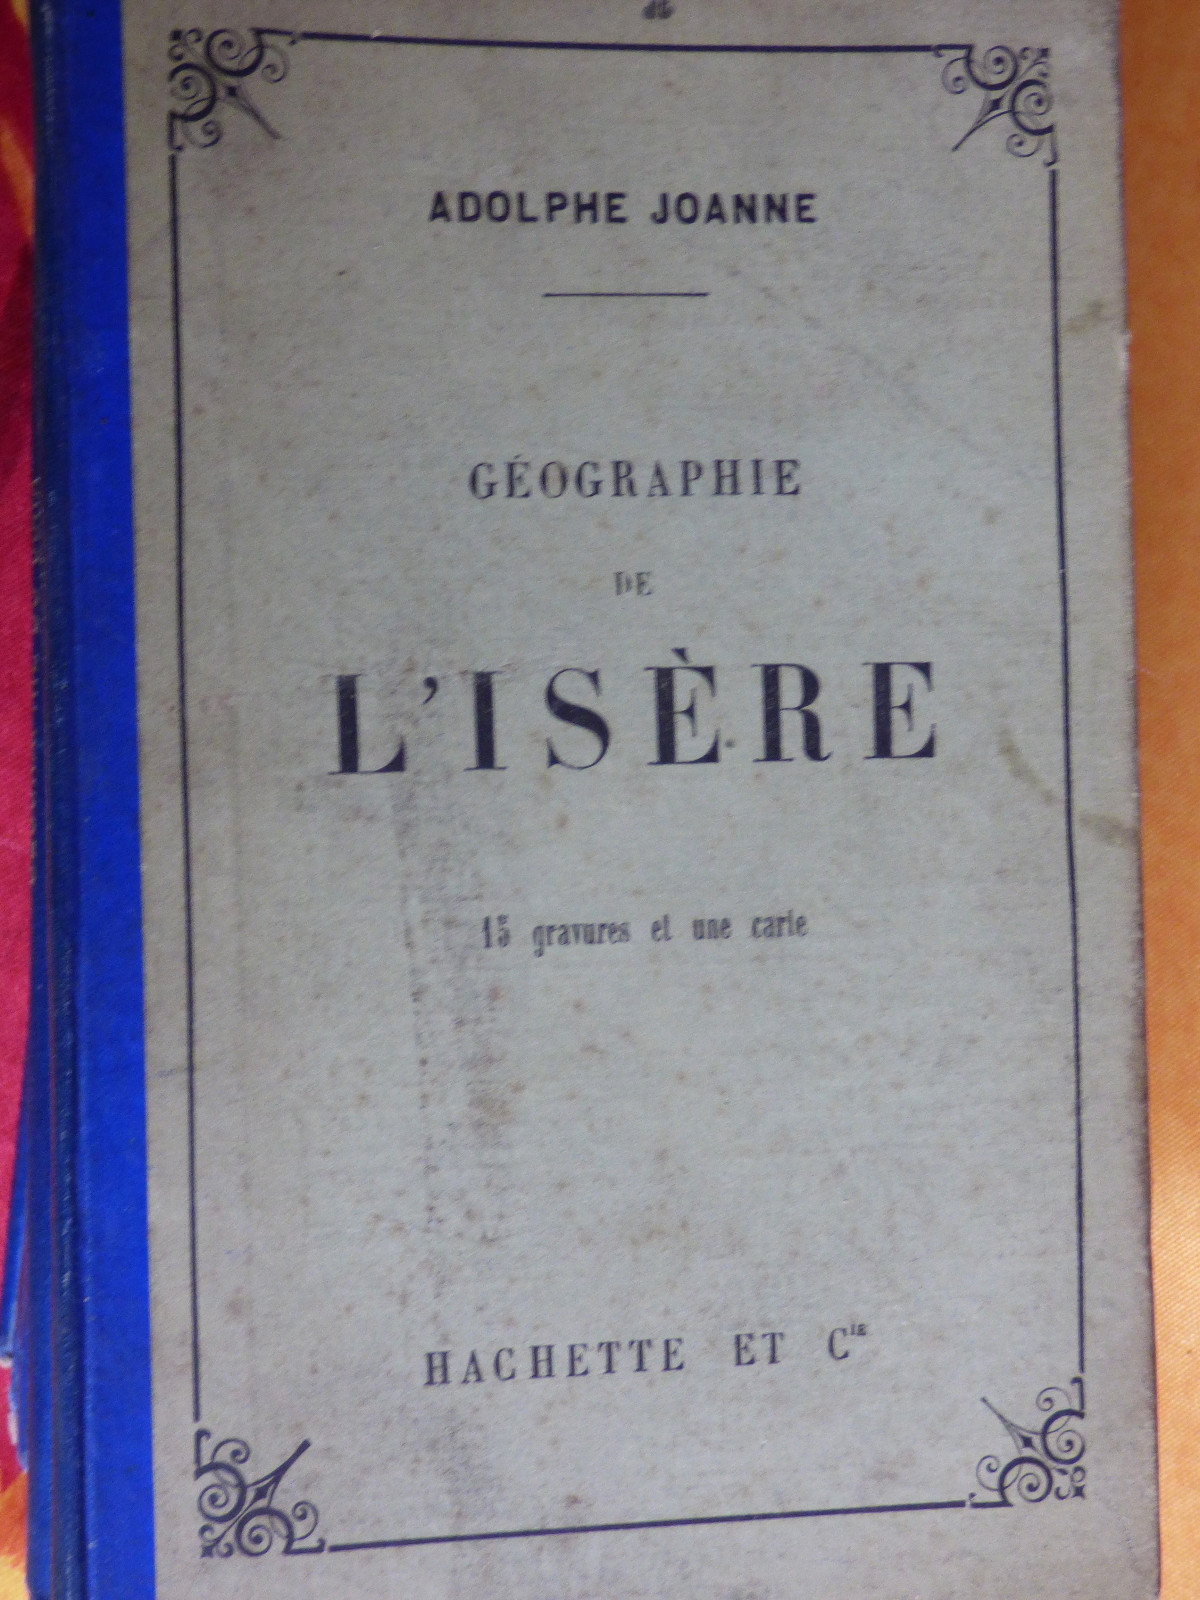 ADOLPHE JOANNE
GÉOGRAPHIE
DE
L'ISÈRE
15 gravures et une carte
HACHETTE ET Cie